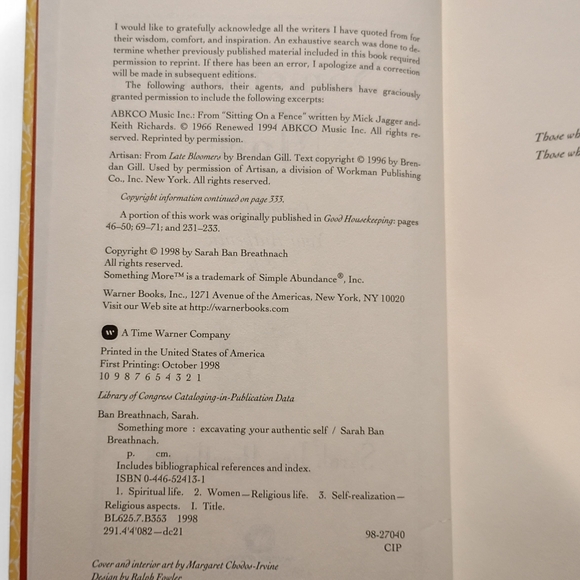 I would like to gratefully acknowledge all the writers I have quoted from for
their wisdom, comfort, and inspiration. An exhaustive search was done to de-
termine whether previously published material included in this book required
permission to reprint. If there has been an error, I apologize and a correction
will be made in subsequent editions.
The following authors, their agents, and publishers have graciously
granted permission to include the following excerpts:
ABKCO Music Inc.: From "Sitting On a Fence" written by Mick Jagger and
Keith Richards. © 1966 Renewed 1994 ABKCO Music Inc. All rights re-
served. Reprinted by permission.
Artisan: From Late Bloomers by Brendan Gill. Text copyright © 1996 by Bren-
dan Gill. Used by permission of Artisan, a division of Workman Publishing
Co., Inc. New York. All rights reserved.
Copyright information continued on page 333.
A portion of this work was originally published in Good Housekeeping: pages
46–50; 69–71; and 231–233.
Copyright © 1998 by Sarah Ban Breathnach
All rights reserved.
Something More™ is a trademark of Simple Abundance®, Inc.
Warner Books, Inc., 1271 Avenue of the Americas, New York, NY 10020
Visit our Web site at http://warnerbooks.com
W A Time Warner Company
Printed in the United States of America
First Printing: October 1998
10 9 8 7 6 5 4 3 2 1
Library of Congress Cataloging-in-Publication Data
Ban Breathnach, Sarah.
Something more : excavating your authentic self / Sarah Ban
Breathnach.
p. cm.
Includes bibliographical references and index.
ISBN 0-446-52413-1
1. Spiritual life. 2. Women—Religious life. 3. Self-realization—
Religious aspects. I. Title.
BL625.7.B353 1998
291.4'4'082—dc21 98-27040
CIP
Cover and interior art by Margaret Chodos-Irvine
Design by Ralph Fowler
Those wh
Those wh